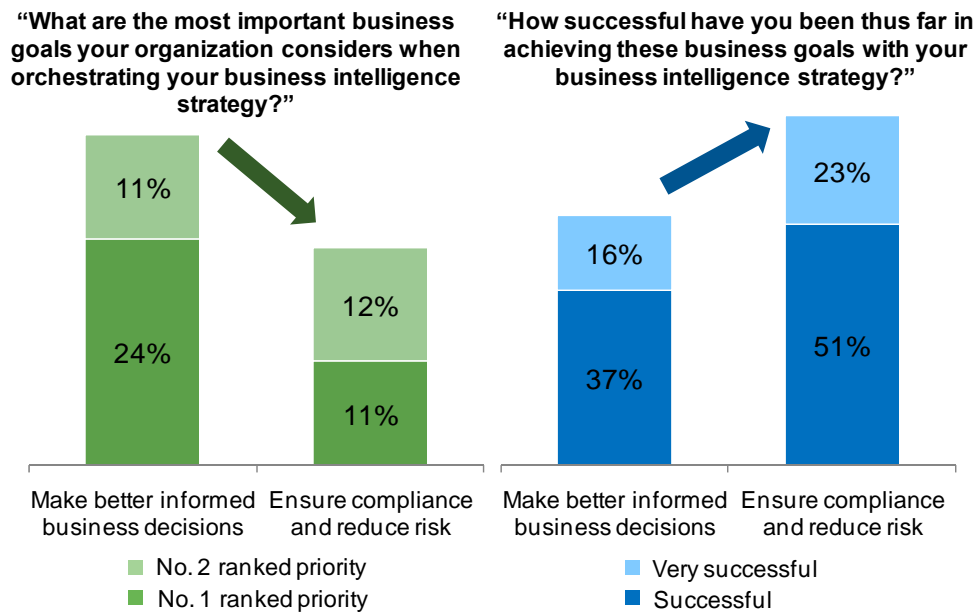 “What are the most important business
goals your organization considers when
orchestrating your business intelligence
strategy?”
11%
24%
12%
11%
Make better informed
business decisions
Ensure compliance
and reduce risk
No. 2 ranked priority
No. 1 ranked priority
“How successful have you been thus far in
achieving these business goals with your
business intelligence strategy?”
16%
37%
23%
51%
Make better informed
business decisions
Ensure compliance
and reduce risk
Very successful
Successful